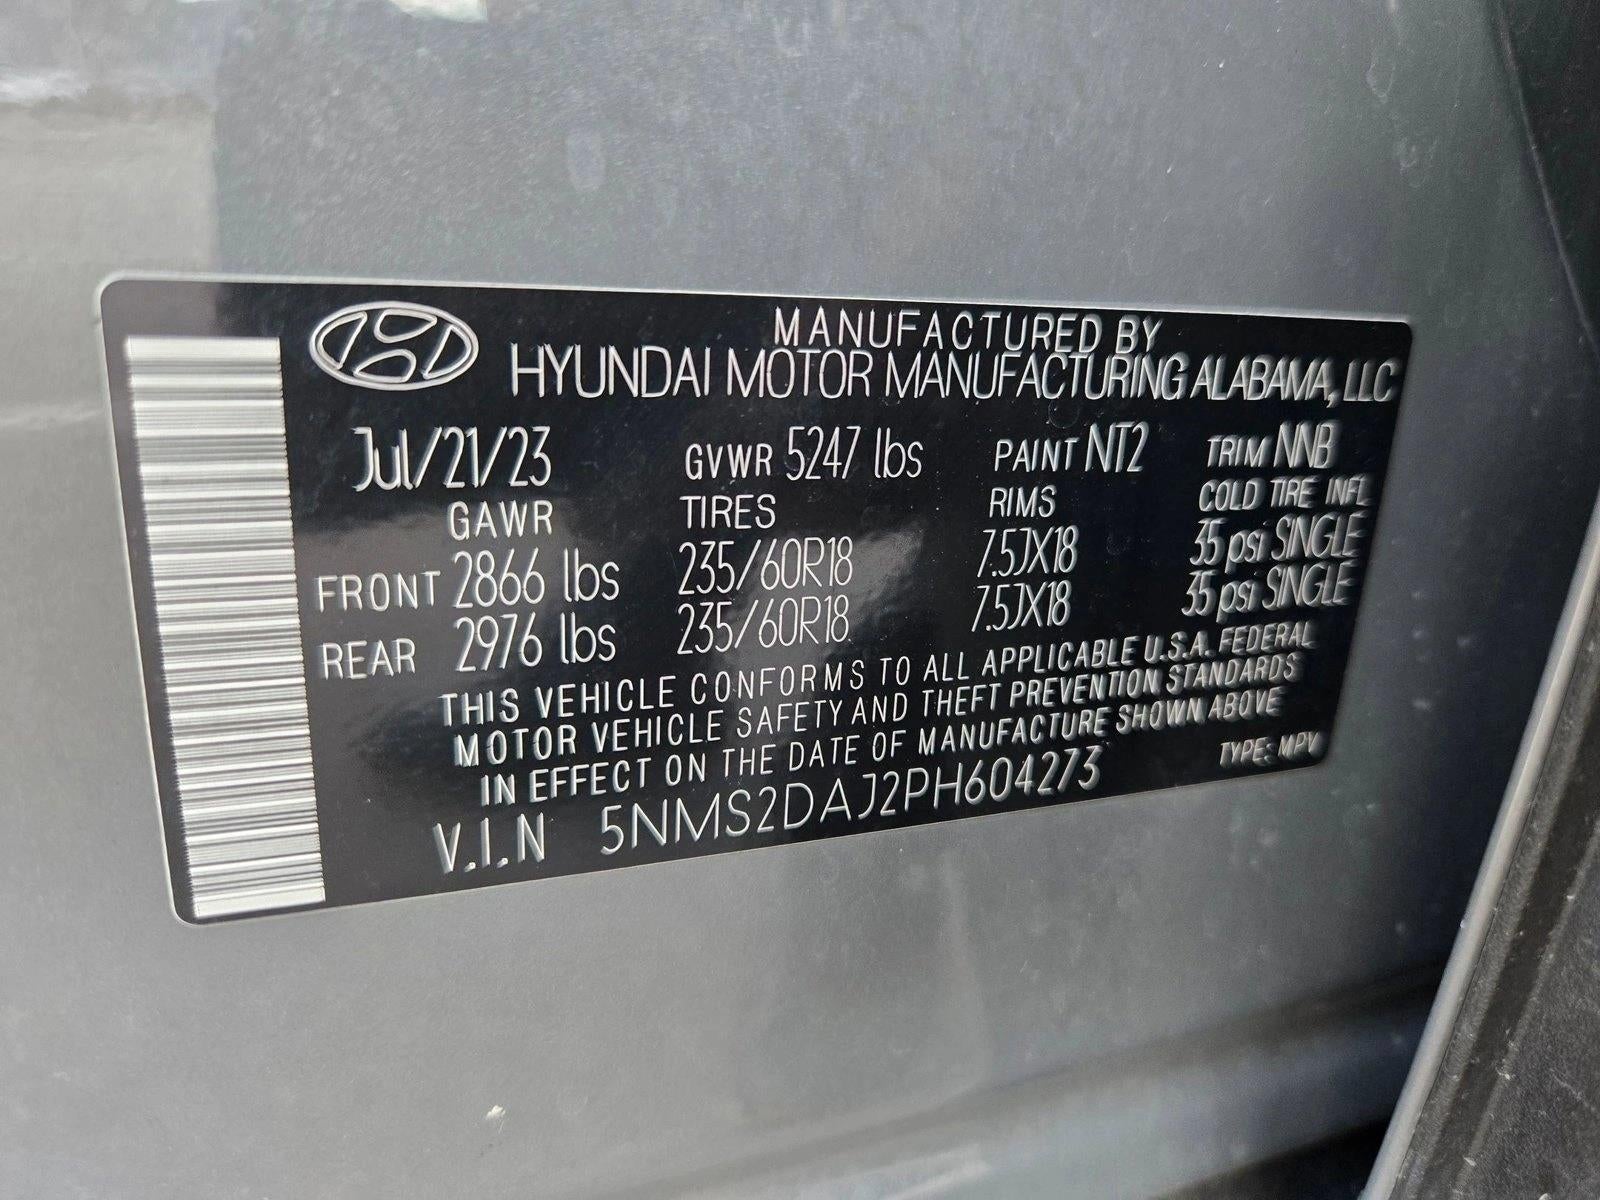 MANUFACTURED BY
HYUNDAI MOTOR MANUFACTURING ALABAMA, LLC
Jul/21/23 GVWR 5247 lbs PAINT NT2 TRIM NNB
GAWR TIRES RIMS COLD TIRE INFL
FRONT 2866 lbs 235/60R18 7.5JX18 35 psi SINGLE
REAR 2976 lbs 235/60R18 7.5JX18 35 psi SINGLE
THIS VEHICLE CONFORMS TO ALL APPLICABLE U.S.A. FEDERAL
MOTOR VEHICLE SAFETY AND THEFT PREVENTION STANDARDS
IN EFFECT ON THE DATE OF MANUFACTURE SHOWN ABOVE
V.I.N 5NMS2DAJ2PH604273 TYPE: MPV